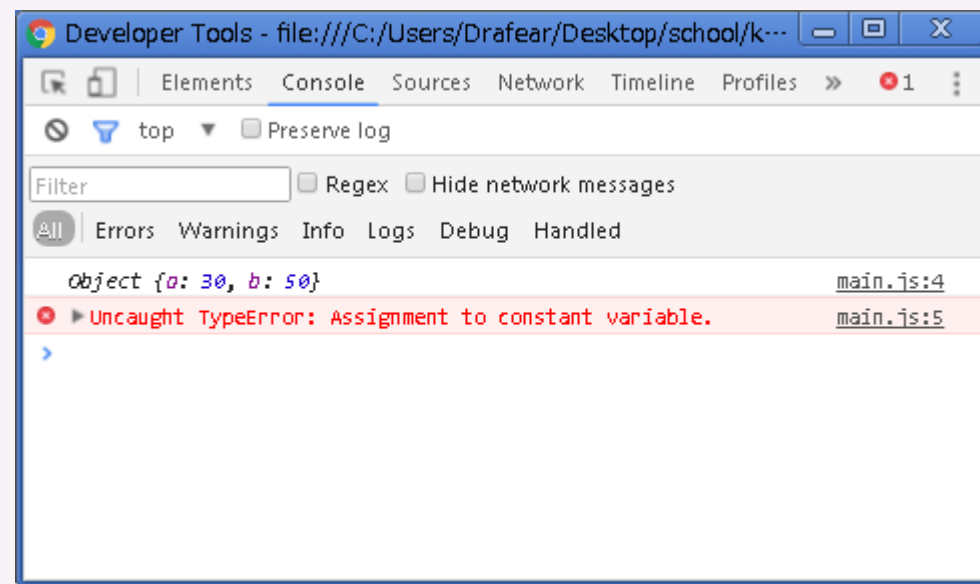 Developer Tools - file:///C:/Users/Drafear/Desktop/school/k⋯
Elements Console Sources Network Timeline Profiles » 1
top ▼ Preserve log
Filter Regex Hide network messages
All Errors Warnings Info Logs Debug Handled
Object {a: 30, b: 50} main.js:4
Uncaught TypeError: Assignment to constant variable. main.js:5